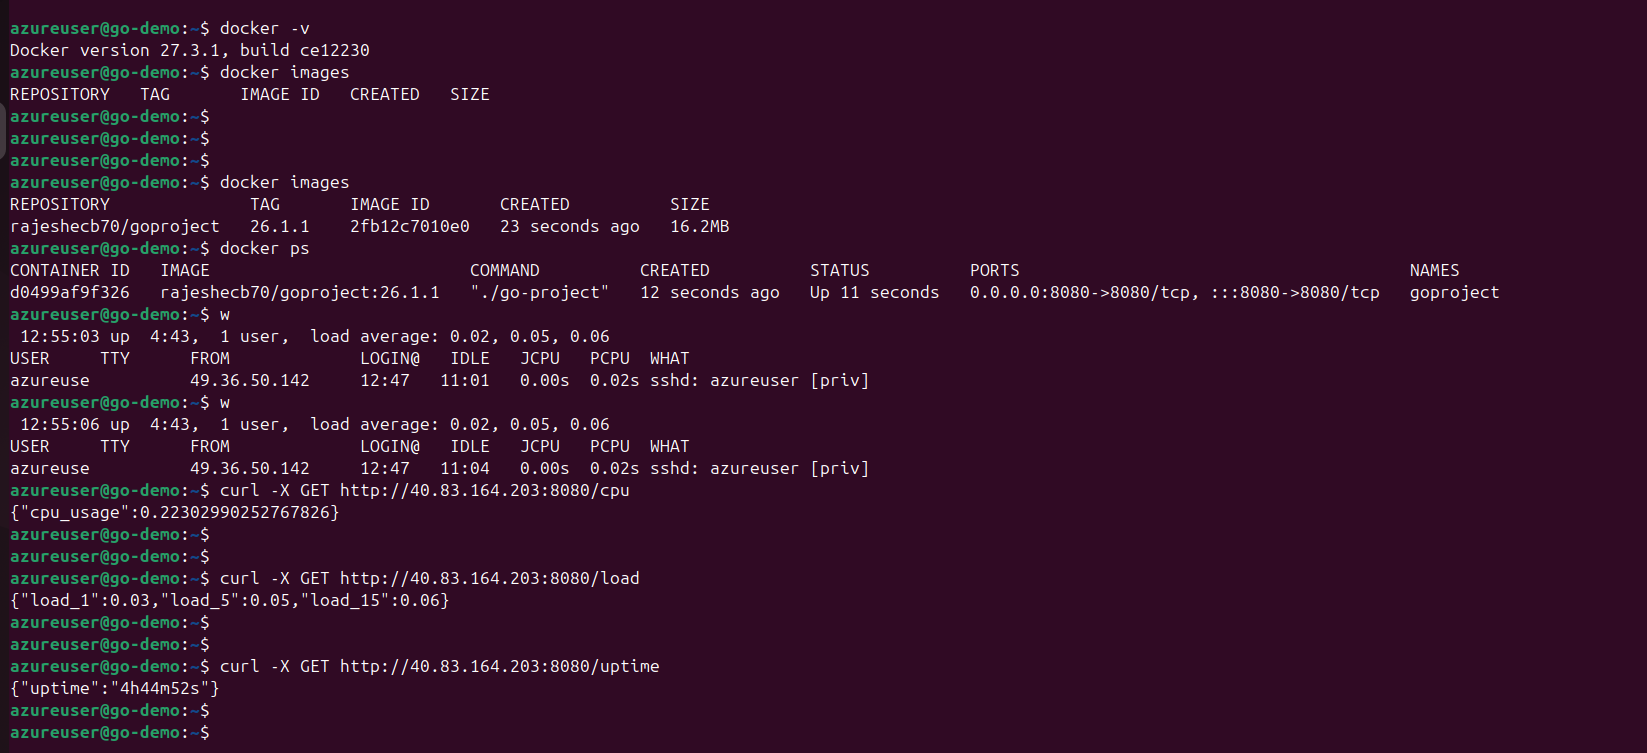 azureuser@go-demo:~$ docker -v
Docker version 27.3.1, build ce12230
azureuser@go-demo:~$ docker images
REPOSITORY   TAG       IMAGE ID   CREATED   SIZE
azureuser@go-demo:~$
azureuser@go-demo:~$
azureuser@go-demo:~$
azureuser@go-demo:~$ docker images
REPOSITORY              TAG       IMAGE ID       CREATED          SIZE
rajeshecb70/goproject   26.1.1    2fb12c7010e0   23 seconds ago   16.2MB
azureuser@go-demo:~$ docker ps
CONTAINER ID   IMAGE                          COMMAND          CREATED          STATUS          PORTS                                       NAMES
d0499af9f326   rajeshecb70/goproject:26.1.1   "./go-project"   12 seconds ago   Up 11 seconds   0.0.0.0:8080->8080/tcp, :::8080->8080/tcp   goproject
azureuser@go-demo:~$ w
 12:55:03 up  4:43,  1 user,  load average: 0.02, 0.05, 0.06
USER     TTY      FROM             LOGIN@   IDLE   JCPU   PCPU  WHAT
azureuse          49.36.50.142     12:47   11:01   0.00s  0.02s sshd: azureuser [priv]
azureuser@go-demo:~$ w
 12:55:06 up  4:43,  1 user,  load average: 0.02, 0.05, 0.06
USER     TTY      FROM             LOGIN@   IDLE   JCPU   PCPU  WHAT
azureuse          49.36.50.142     12:47   11:04   0.00s  0.02s sshd: azureuser [priv]
azureuser@go-demo:~$ curl -X GET http://40.83.164.203:8080/cpu
{"cpu_usage":0.22302990252767826}
azureuser@go-demo:~$
azureuser@go-demo:~$
azureuser@go-demo:~$ curl -X GET http://40.83.164.203:8080/load
{"load_1":0.03,"load_5":0.05,"load_15":0.06}
azureuser@go-demo:~$
azureuser@go-demo:~$
azureuser@go-demo:~$ curl -X GET http://40.83.164.203:8080/uptime
{"uptime":"4h44m52s"}
azureuser@go-demo:~$
azureuser@go-demo:~$